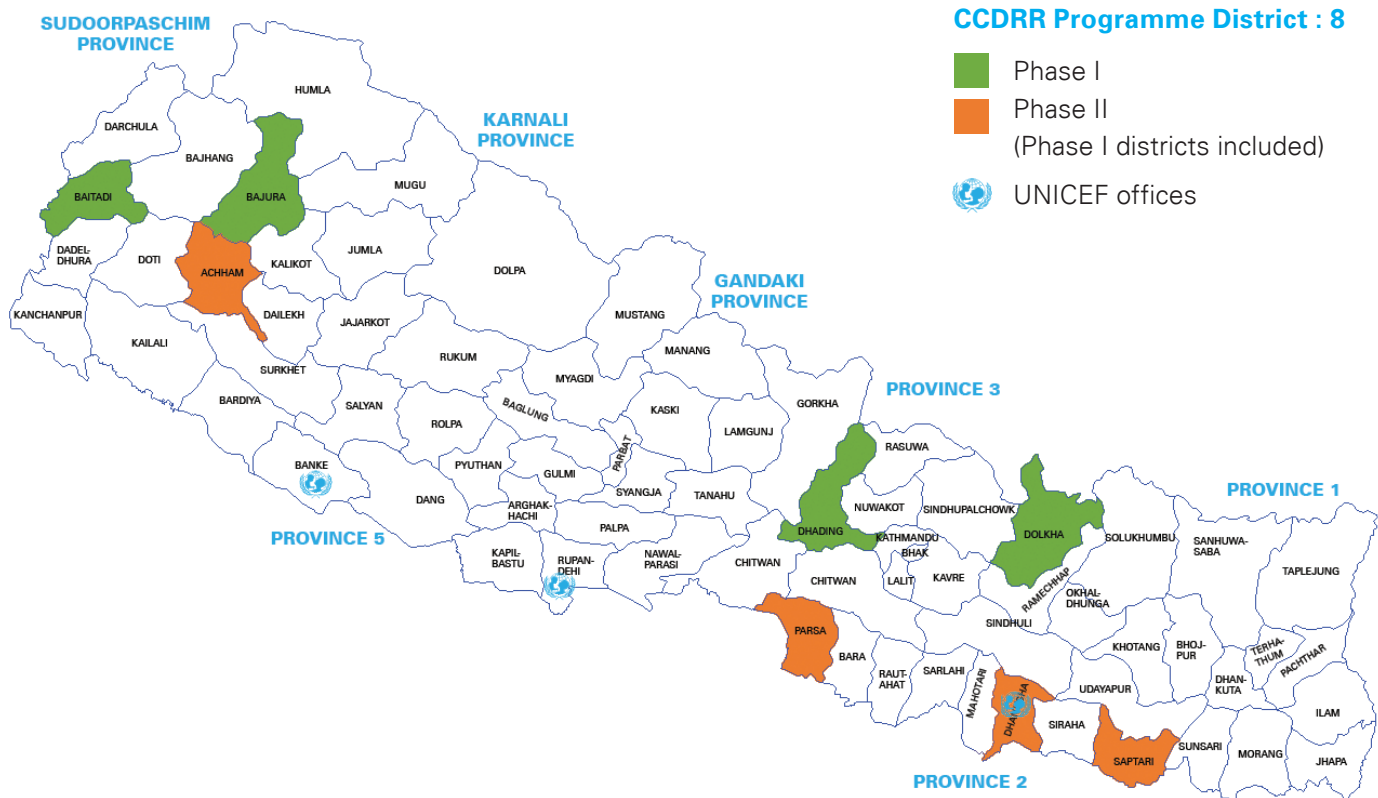 SUDOORPASCHIM
PROVINCE
CCDRR Programme District : 8
Phase I
Phase II
(Phase I districts included)
UNICEF offices
HUMLA
DARCHULA
KARNALI
PROVINCE
BAJHANG
MUGU
BAITADI
BAJURA
DADEL-
DHURA
DOTI
ACHHAM
KALIKOT
JUMLA
DOLPA
GANDAKI
PROVINCE
KANCHANPUR
KAILALI
DAILEKH
JAJARKOT
MUSTANG
MANANG
RUKUM
SURKHET
MYAGDI
BARDIYA
SALYAN
BAGLUNG
KASKI
GORKHA
PROVINCE 3
ROLPA
LAMGUNJ
PARBAT
RASUWA
BANKE
PYUTHAN
GULMI
SYANGJA
TANAHU
DANG
ARGHAK-
HACHI
NUWAKOT
SINDHUPALCHOWK
PROVINCE 1
PROVINCE 5
PALPA
DHADING
KATHMANDU
BHAK
DOLKHA
SOLUKHUMBU
SANHUWA-
SABA
KAPIL-
BASTU
RUPAN-
DEHI
NAWAL-
PARASI
CHITWAN
CHITWAN
LALIT
KAVRE
TAPLEJUNG
RAMECHHAP
OKHAL-
DHUNGA
PARSA
SINDHULI
KHOTANG
BHOJ-
PUR
TERHA-
THUM
PACHTHAR
BARA
RAUT-
AHAT
SARLAHI
MAHOTARI
UDAYAPUR
DHAN-
KUTA
SIRAHA
ILAM
SAPTARI
SUNSARI
MORANG
JHAPA
PROVINCE 2